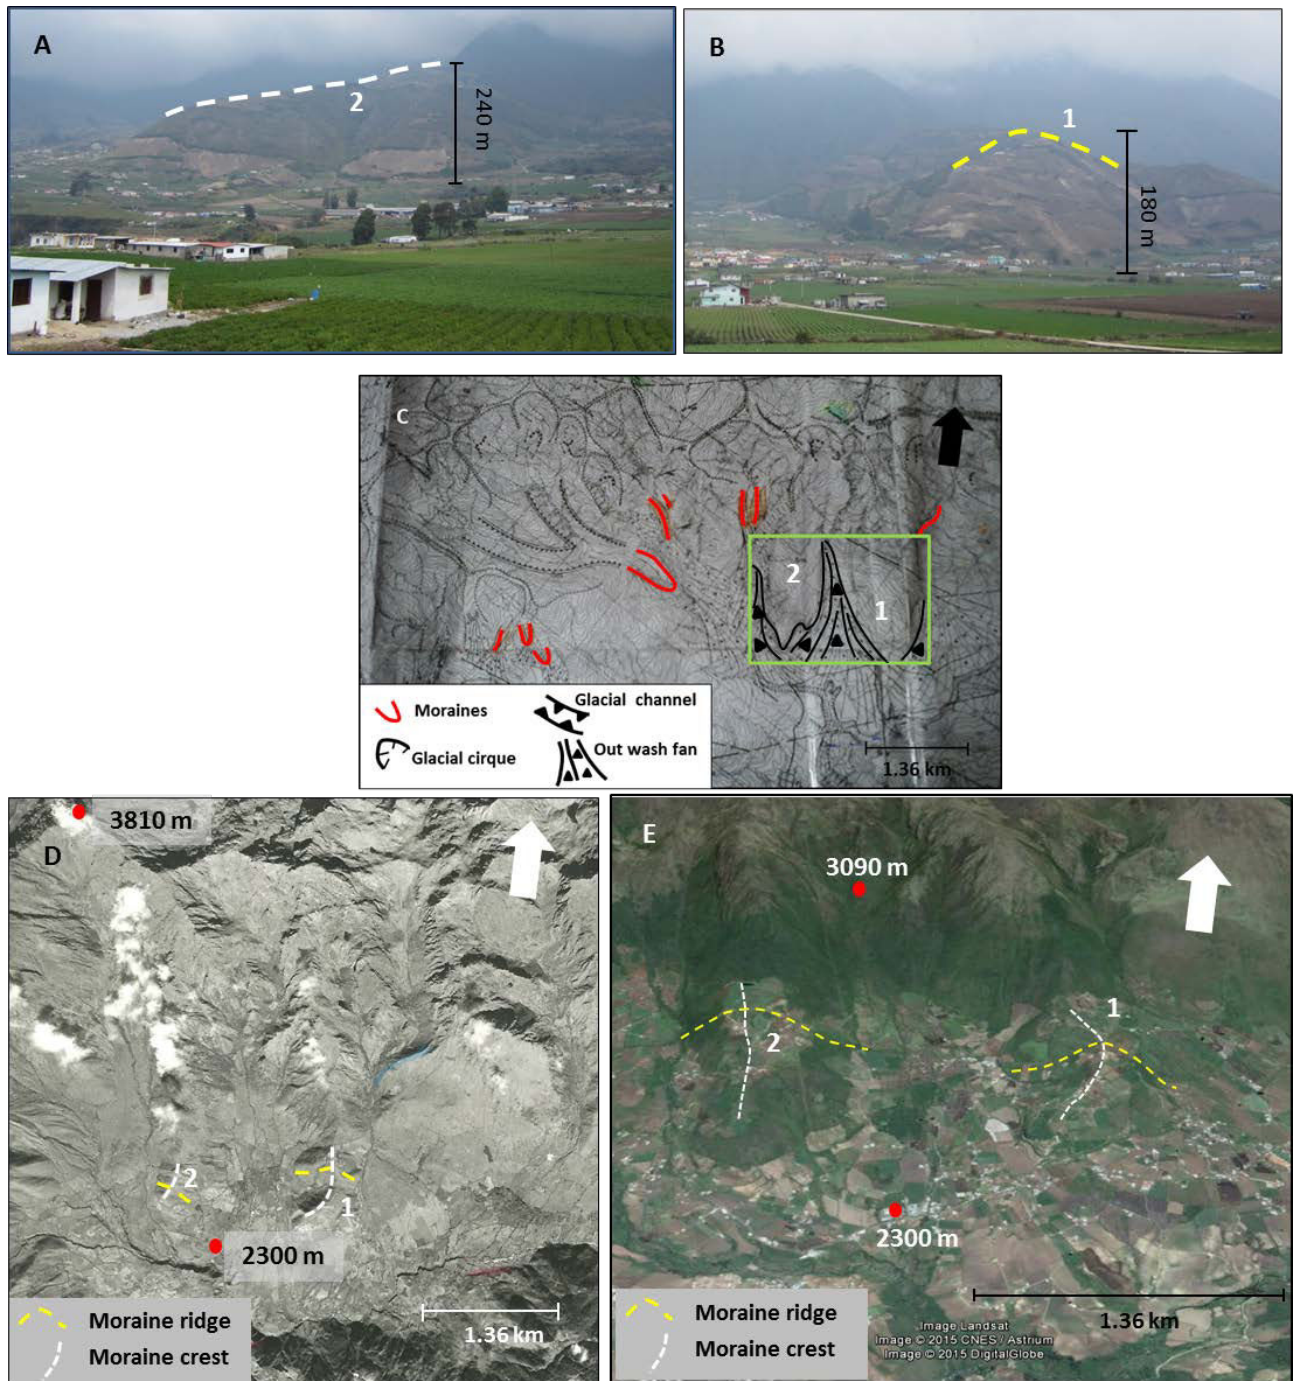 A
2
240 m
B
1
180 m
C
2
1
Moraines
Glacial channel
Glacial cirque
Out wash fan
1.36 km
3810 m
D
2
1
2300 m
1.36 km
Moraine ridge
Moraine crest
E
3090 m
1
2
2300 m
1.36 km
Moraine ridge
Moraine crest
Image Landsat
Image © 2015 CNES / Astrium
Image © 2015 DigitalGlobe